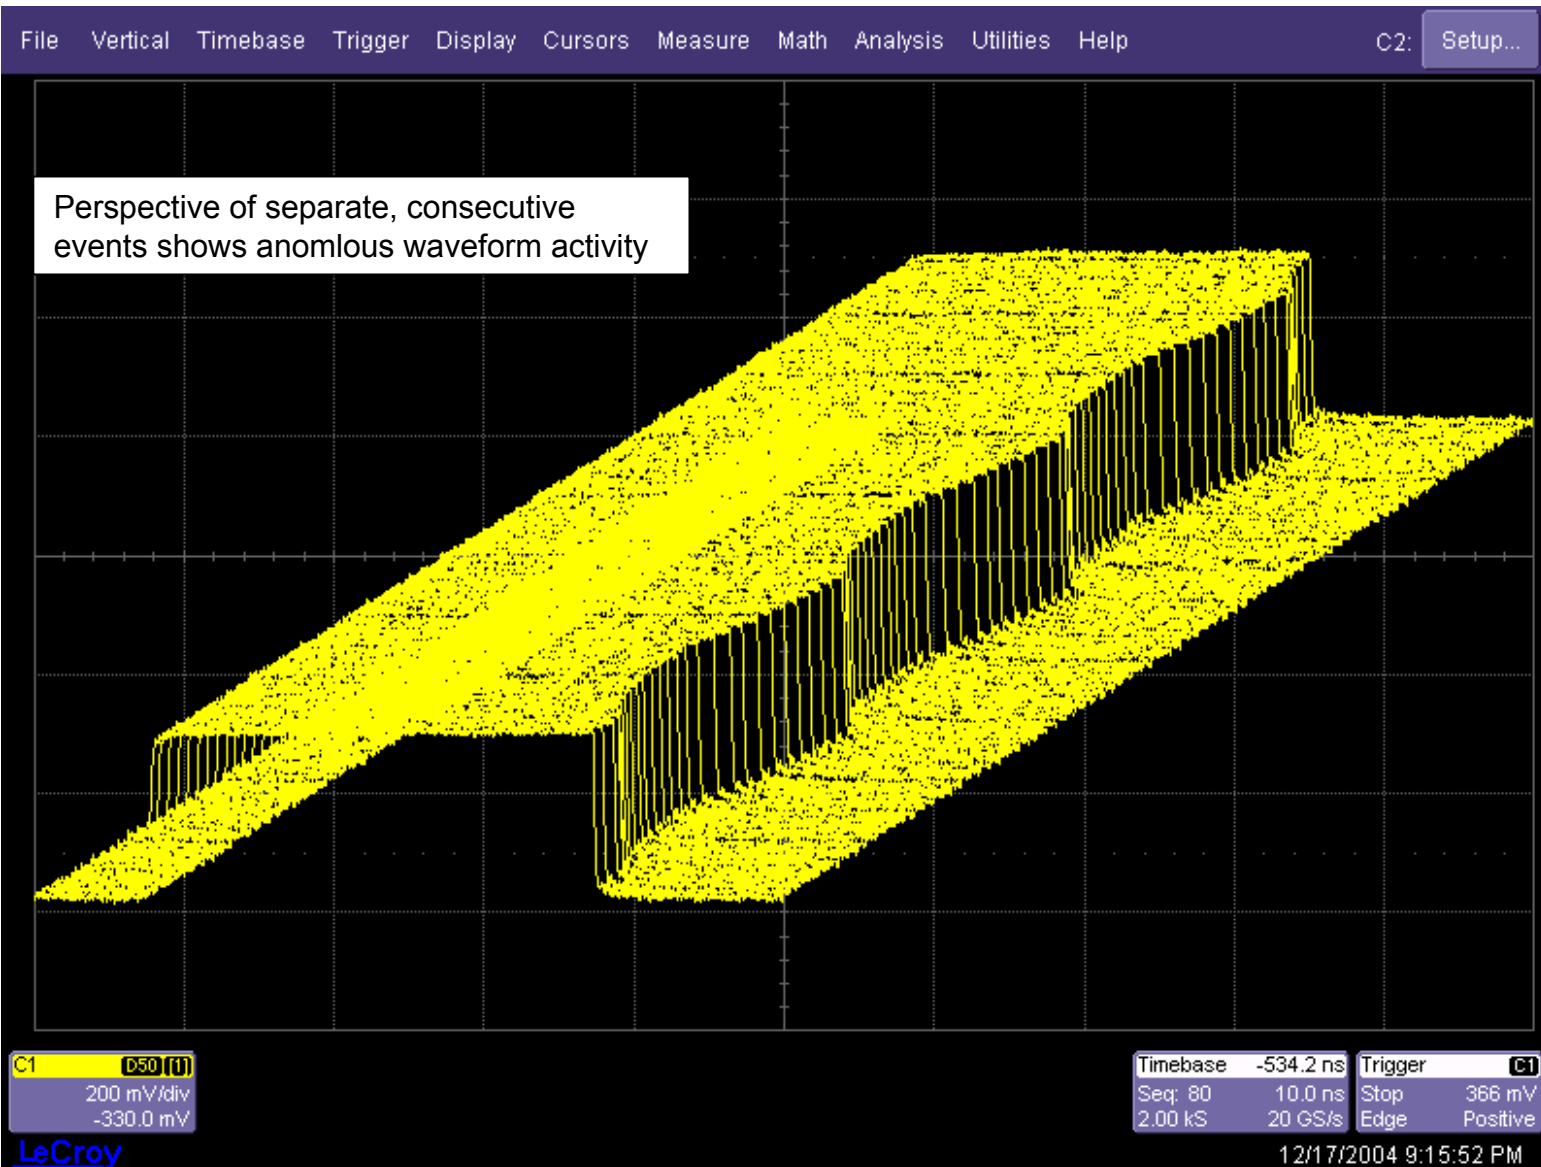 File Vertical Timebase Trigger Display Cursors Measure Math Analysis Utilities Help C2: Setup...
Perspective of separate, consecutive
events shows anomlous waveform activity
C1 D50 [1]
200 mV/div
-330.0 mV
Timebase -534.2 ns
Seq: 80 10.0 ns
2.00 kS 20 GS/s
Trigger C1
Stop 366 mV
Edge Positive
LeCroy
12/17/2004 9:15:52 PM